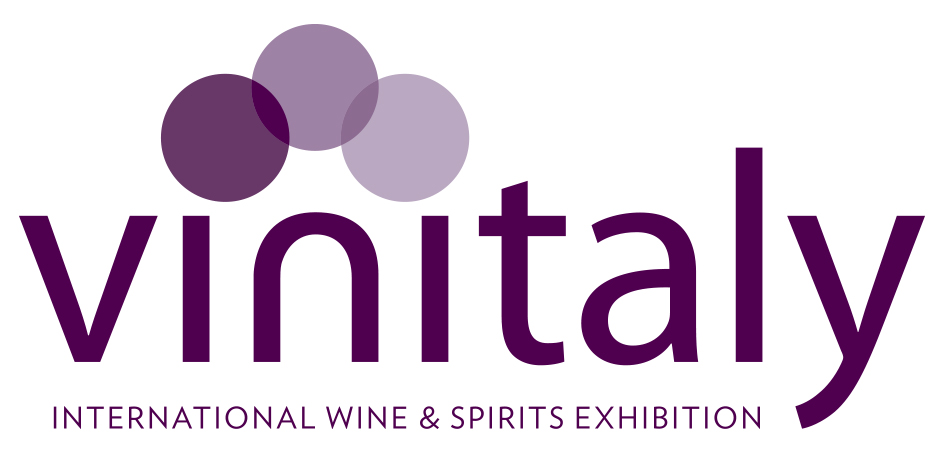 vinitaly
INTERNATIONAL WINE & SPIRITS EXHIBITION